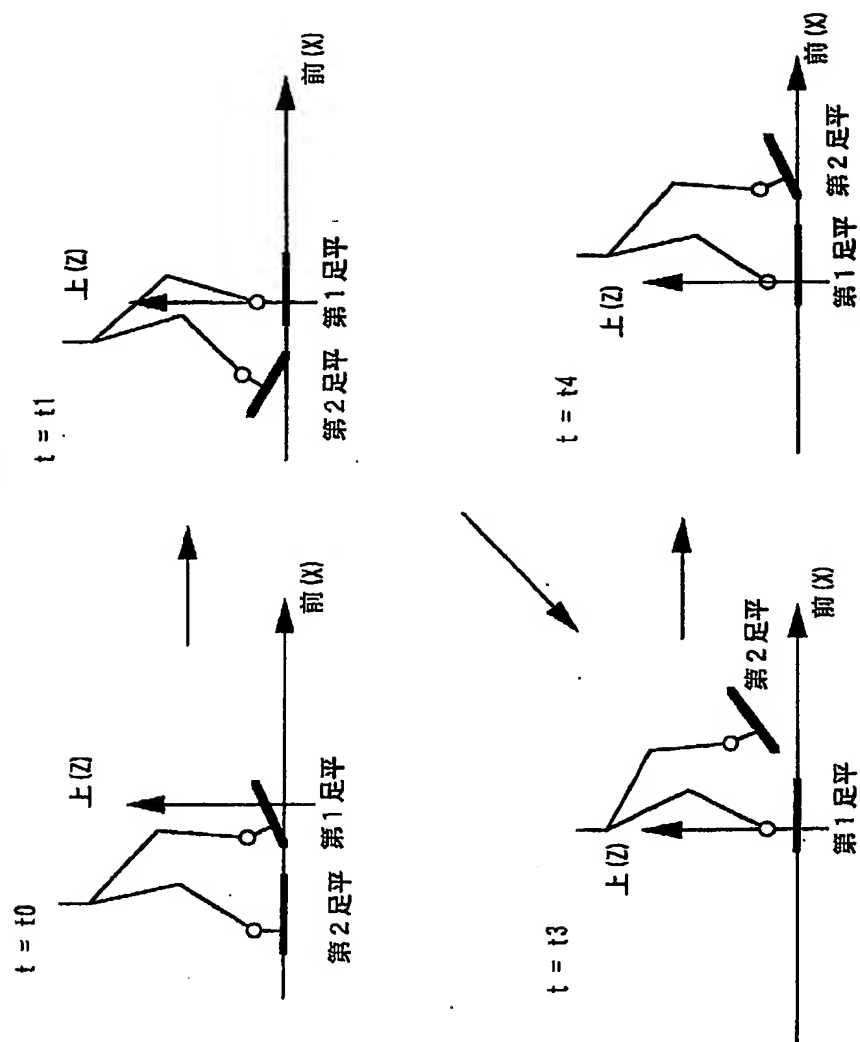 t = t0
上(Z)
前(X)
第2足平 第1足平
t = t1
上(Z)
前(X)
第2足平 第1足平
t = t3
上(Z)
前(X)
第1足平
第2足平
t = t4
上(Z)
前(X)
第1足平 第2足平